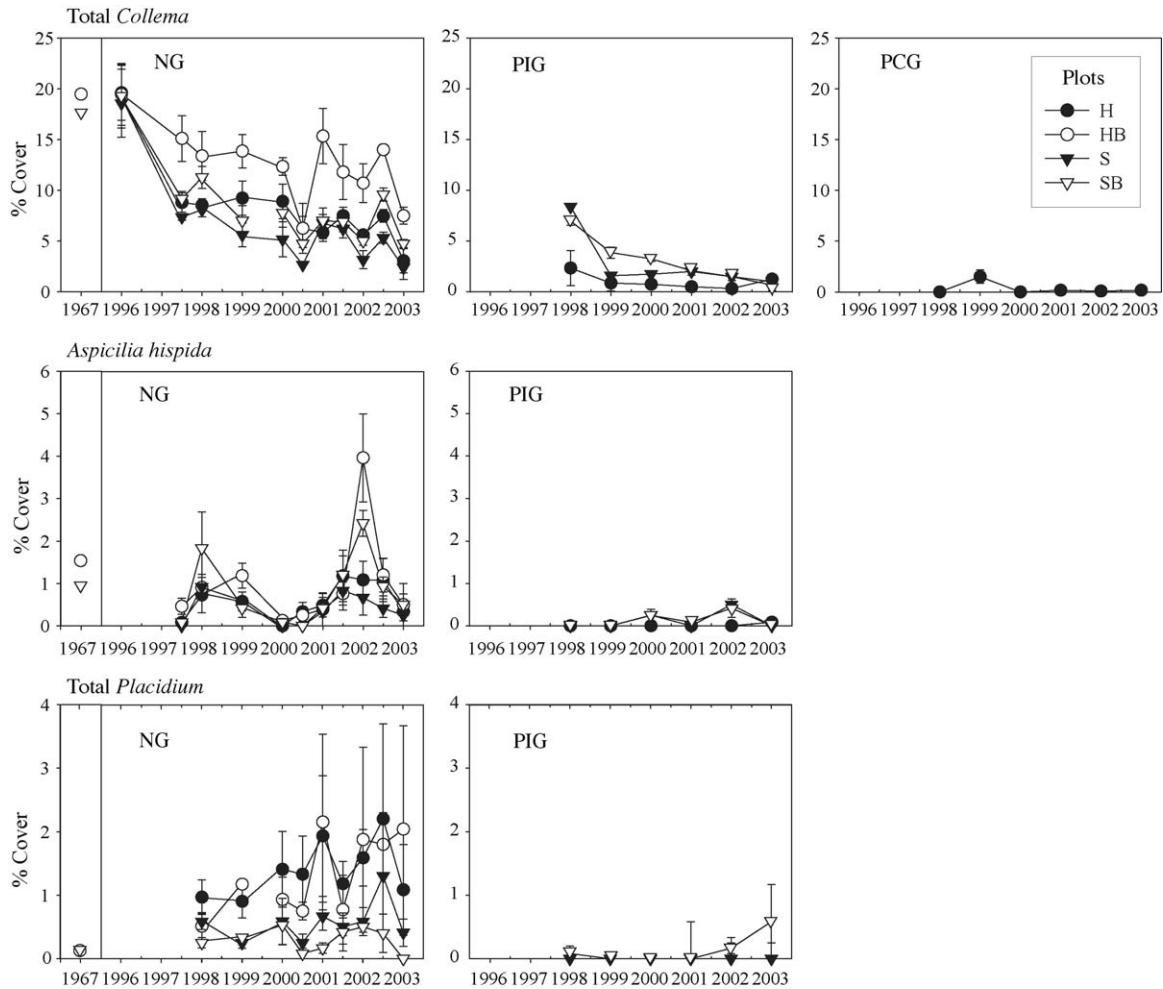 Total Collema
25 20 15 10 5 0
% Cover
NG
1967 1996 1997 1998 1999 2000 2001 2002 2003
25 20 15 10 5 0
PIG
1996 1997 1998 1999 2000 2001 2002 2003
25 20 15 10 5 0
PCG
Plots
H
HB
S
SB
1996 1997 1998 1999 2000 2001 2002 2003
Aspicilia hispida
6 5 4 3 2 1 0
% Cover
NG
1967 1996 1997 1998 1999 2000 2001 2002 2003
6 5 4 3 2 1 0
PIG
1996 1997 1998 1999 2000 2001 2002 2003
Total Placidium
4 3 2 1 0
% Cover
NG
1967 1996 1997 1998 1999 2000 2001 2002 2003
4 3 2 1 0
PIG
1996 1997 1998 1999 2000 2001 2002 2003